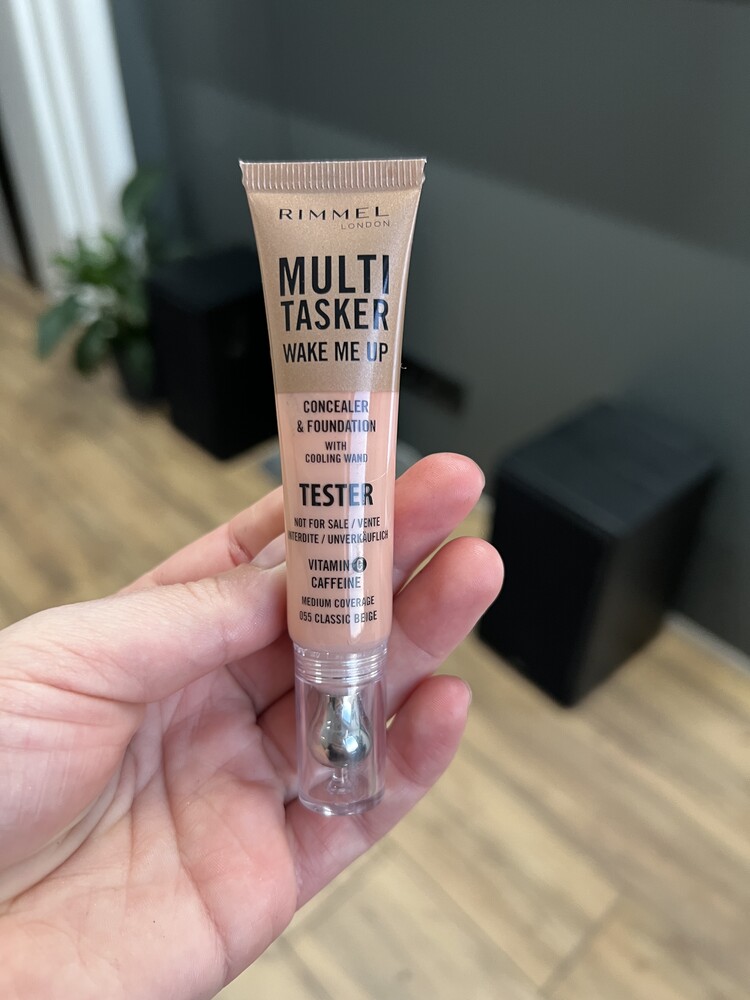 RIMMEL
LONDON
MULTI
TASKER
WAKE ME UP
CONCEALER
& FOUNDATION
WITH
COOLING WAND
TESTER
NOT FOR SALE / VENTE
INTERDITE / UNVERKÄUFLICH
VITAMIN C
CAFFEINE
MEDIUM COVERAGE
055 CLASSIC BEIGE